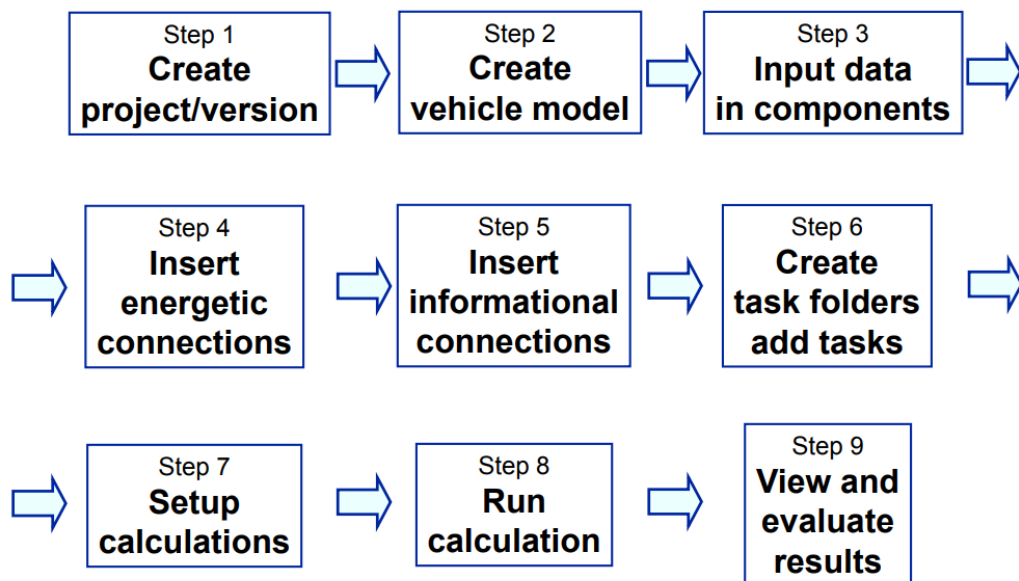 Step 1
Create
project/version
Step 2
Create
vehicle model
Step 3
Input data
in components
Step 4
Insert
energetic
connections
Step 5
Insert
informational
connections
Step 6
Create
task folders
add tasks
Step 7
Setup
calculations
Step 8
Run
calculation
Step 9
View and
evaluate
results